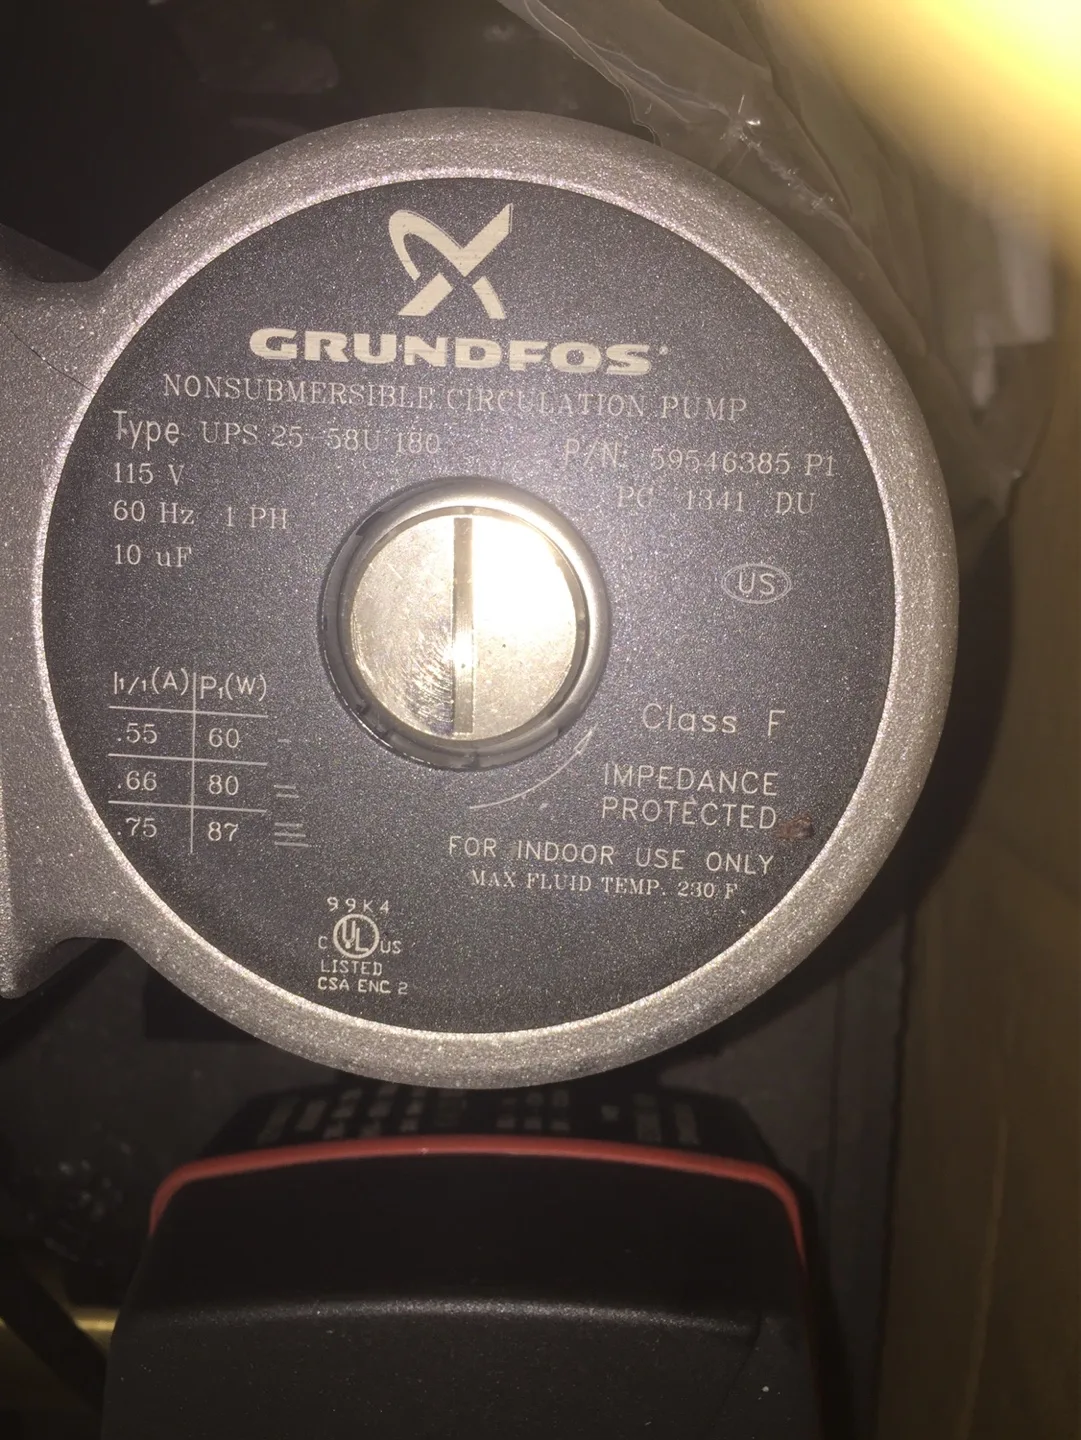 GRUNDFOS
NONSUBMERSIBLE CIRCULATION PUMP
Type UPS 25-58U 180
P/N: 59546385 P1
115 V
PC 1341 DU
60 Hz 1 PH
10 uF
US
I1/1(A) P1(W)
.55 60
.66 80
.75 87
Class F
IMPEDANCE
PROTECTED
FOR INDOOR USE ONLY
MAX FLUID TEMP. 230 F
99K4
C UL US
LISTED
CSA ENC 2